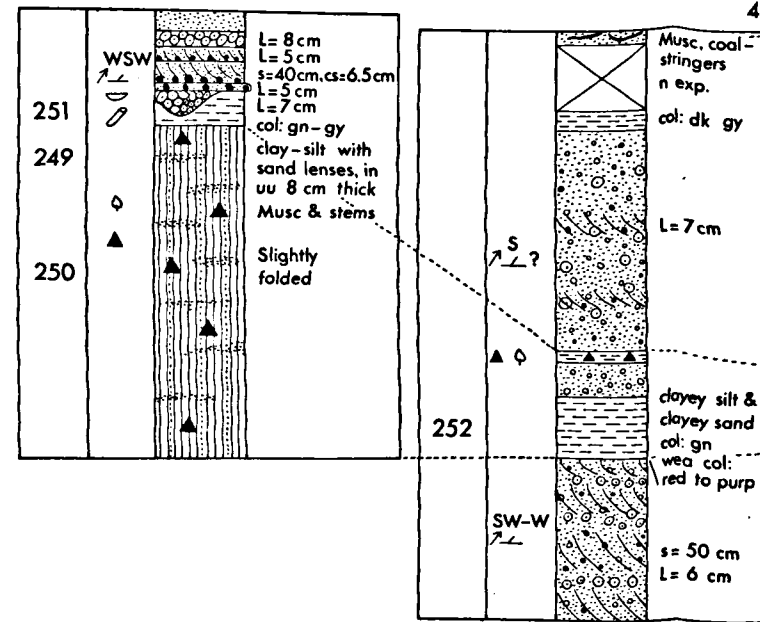 4
L= 8 cm
L= 5 cm
s=40cm, cs=6.5cm
L= 5 cm
L= 7 cm
col: gn-gy
clay-silt with
sand lenses, in
uu 8 cm thick
Musc & stems
Slightly
folded
WSW
251
249
250
Musc, coal-
stringers
n exp.
col: dk gy
L= 7 cm
S
?
clayey silt &
clayey sand
col: gn
wea col:
red to purp
252
SW-W
s= 50 cm
L= 6 cm